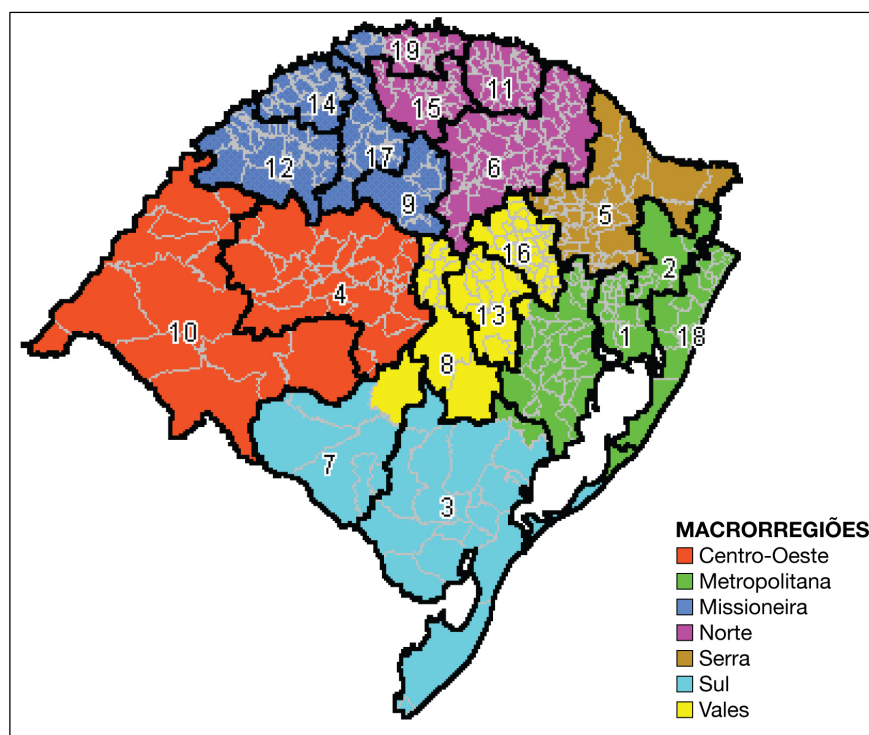 19
11
14
15
17
12
6
9
5
16
2
4
13
10
1
18
8
7
3
MACRORREGIÕES
Centro-Oeste
Metropolitana
Missioneira
Norte
Serra
Sul
Vales